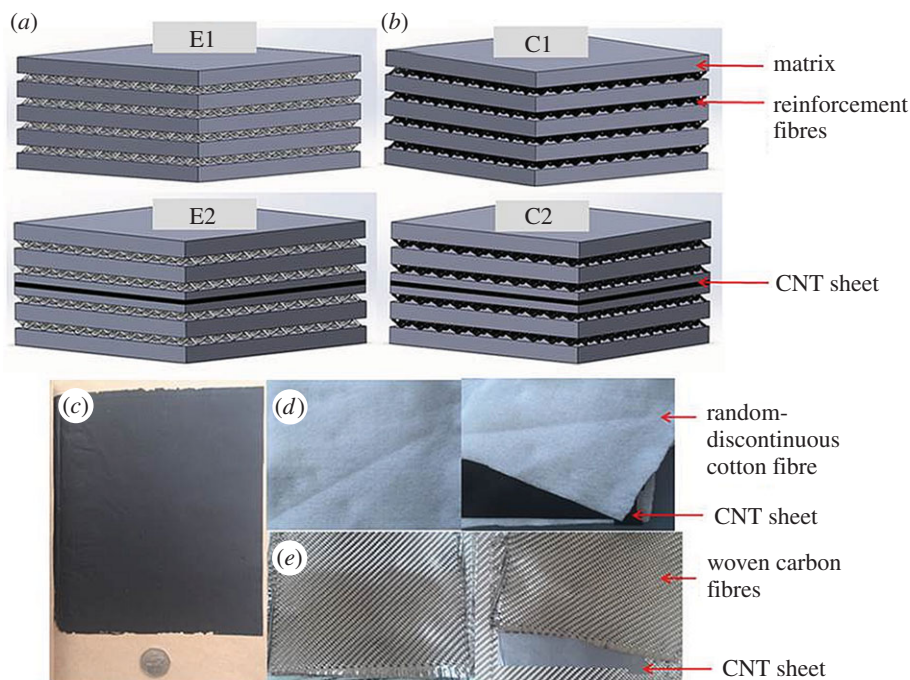 (a)
(b)
E1
C1
matrix
reinforcement
fibres
E2
C2
CNT sheet
(c)
(d)
random-
discontinuous
cotton fibre
CNT sheet
(e)
woven carbon
fibres
CNT sheet